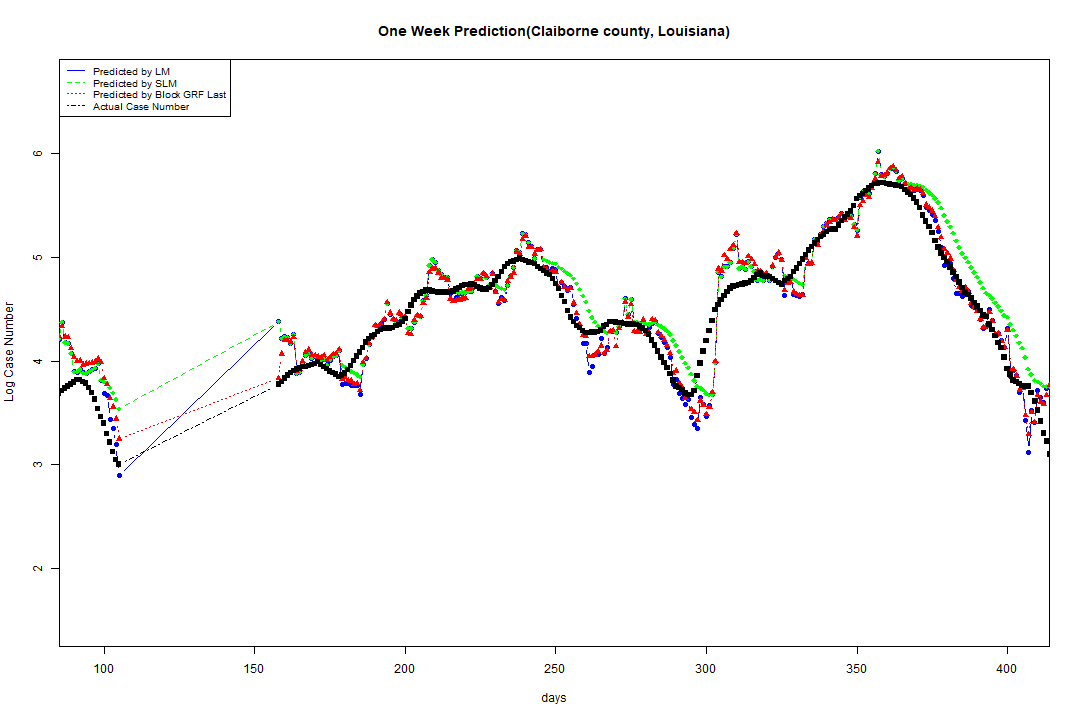 One Week Prediction(Claiborne county, Louisiana)
Predicted by LM
Predicted by SLM
Predicted by Block GRF Last
Actual Case Number
6
5
4
3
2
Log Case Number
100 150 200 250 300 350 400
days